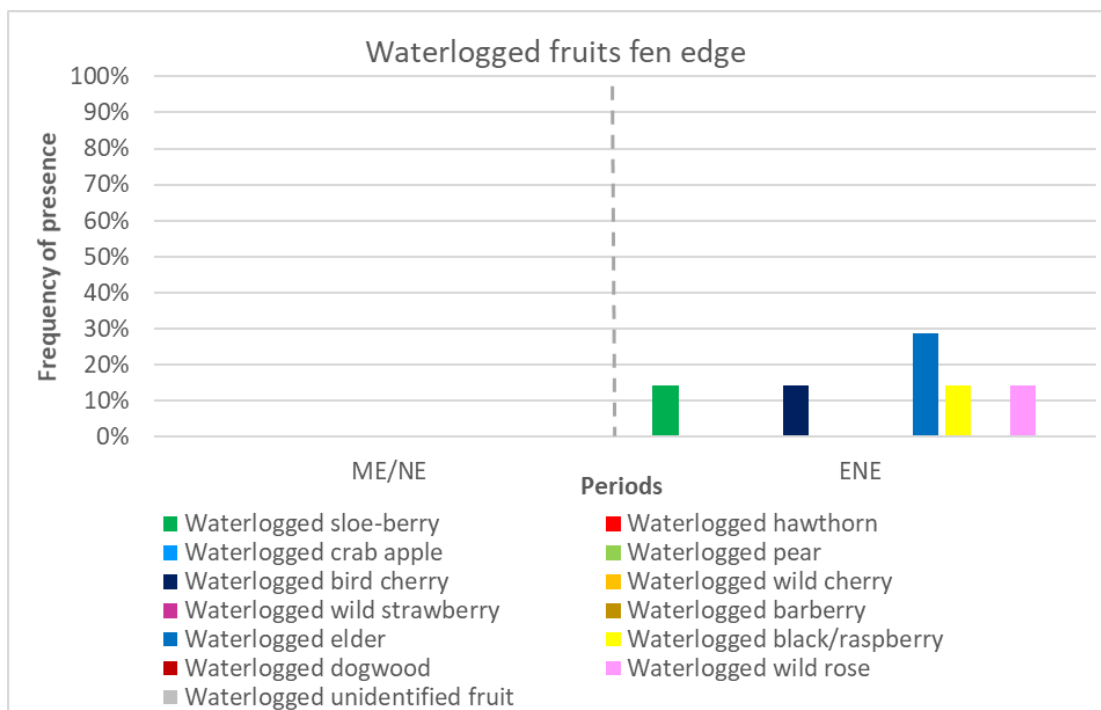 Waterlogged fruits fen edge
100%
90%
80%
70%
60%
50%
40%
30%
20%
10%
0%
Frequency of presence
ME/NE ENE
Periods
Waterlogged sloe-berry Waterlogged hawthorn
Waterlogged crab apple Waterlogged pear
Waterlogged bird cherry Waterlogged wild cherry
Waterlogged wild strawberry Waterlogged barberry
Waterlogged elder Waterlogged black/raspberry
Waterlogged dogwood Waterlogged wild rose
Waterlogged unidentified fruit